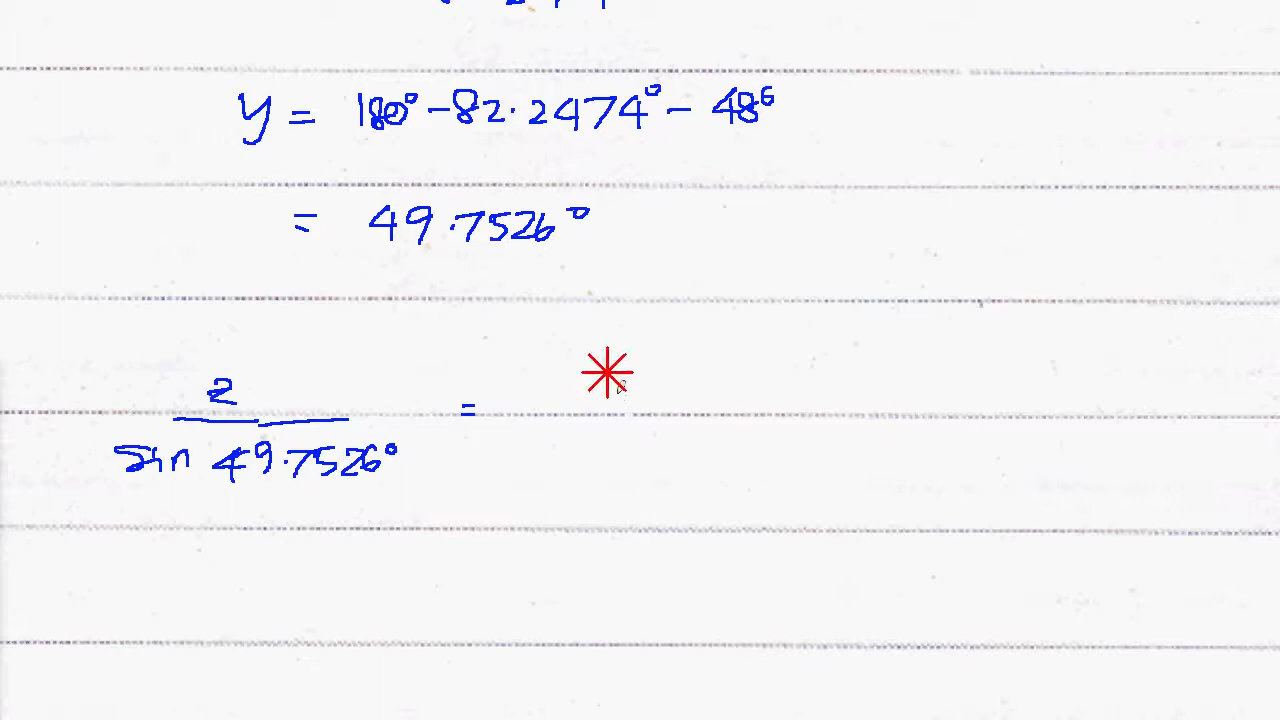 y = 180° - 82.2474° - 48°
= 49.7526°
2 =
sin 49.7526°